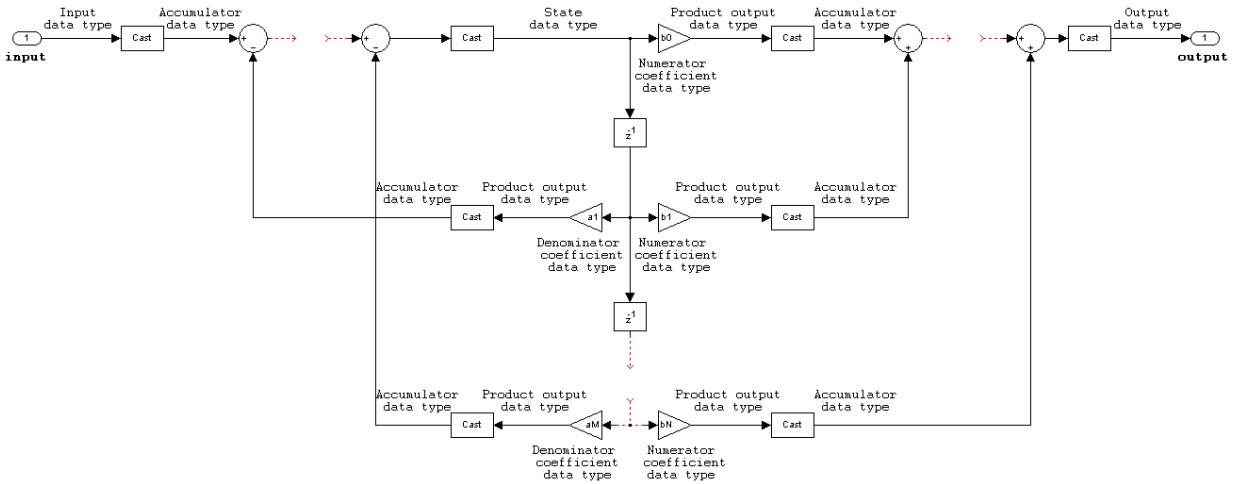 Input
data type
Accumulator
data type
State
data type
Product output
data type
Accumulator
data type
Output
data type
1
Cast
+
−
+
−
Cast
b0
Cast
+
+
+
+
Cast
1
input
output
Numerator
coefficient
data type
z-1
Accumulator
data type
Product output
data type
Product output
data type
Accumulator
data type
Cast
a1
b1
Cast
Denominator
coefficient
data type
Numerator
coefficient
data type
z-1
Accumulator
data type
Product output
data type
Product output
data type
Accumulator
data type
Cast
aM
bN
Cast
Denominator
coefficient
data type
Numerator
coefficient
data type